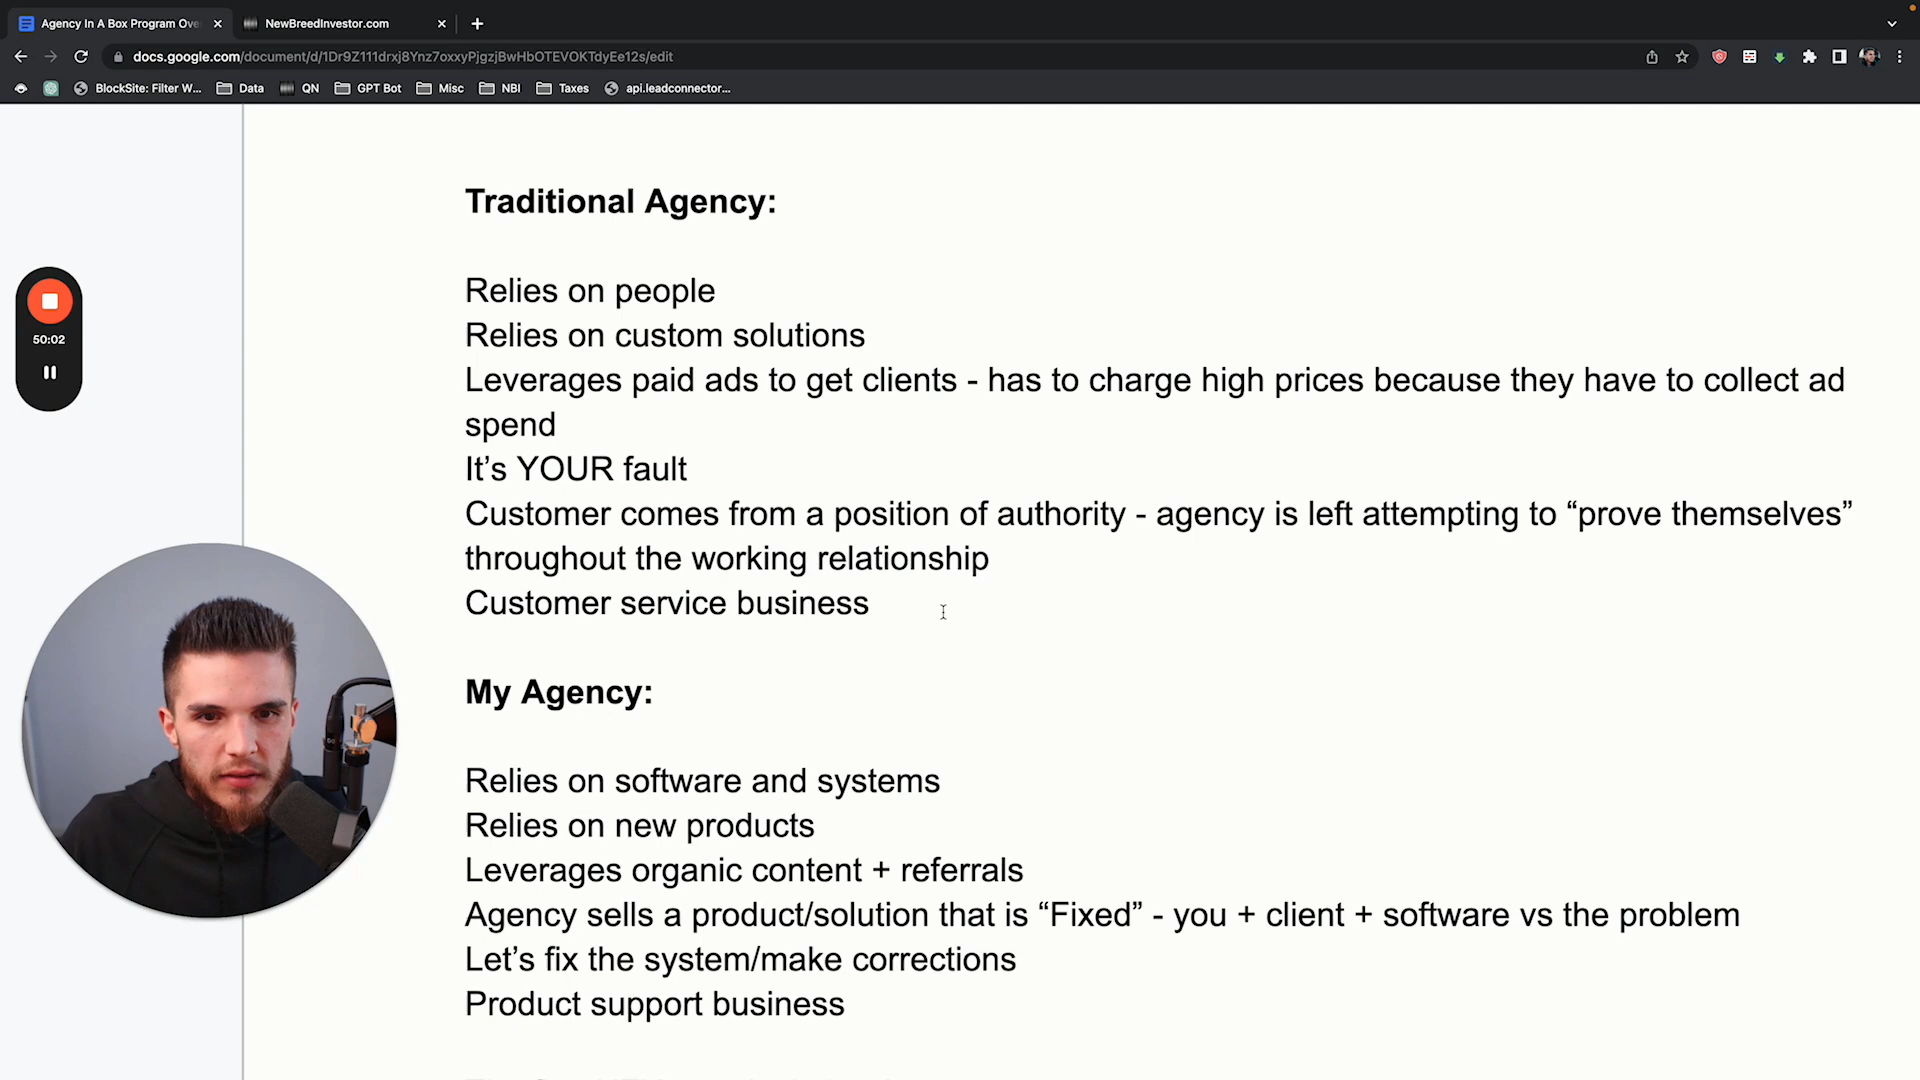 Agency In A Box Program Ove
NewBreedInvestor.com
docs.google.com/document/d/1Dr9Z111drxj8Ynz7oxxyPjgzjBwHbOTEVOKTdyEe12s/edit
BlockSite: Filter W...
Data
QN
GPT Bot
Misc
NBI
Taxes
api.leadconnector...
Traditional Agency:
Relies on people
Relies on custom solutions
Leverages paid ads to get clients - has to charge high prices because they have to collect ad
spend
It’s YOUR fault
Customer comes from a position of authority - agency is left attempting to “prove themselves”
throughout the working relationship
Customer service business
50:02
My Agency:
Relies on software and systems
Relies on new products
Leverages organic content + referrals
Agency sells a product/solution that is “Fixed” - you + client + software vs the problem
Let’s fix the system/make corrections
Product support business